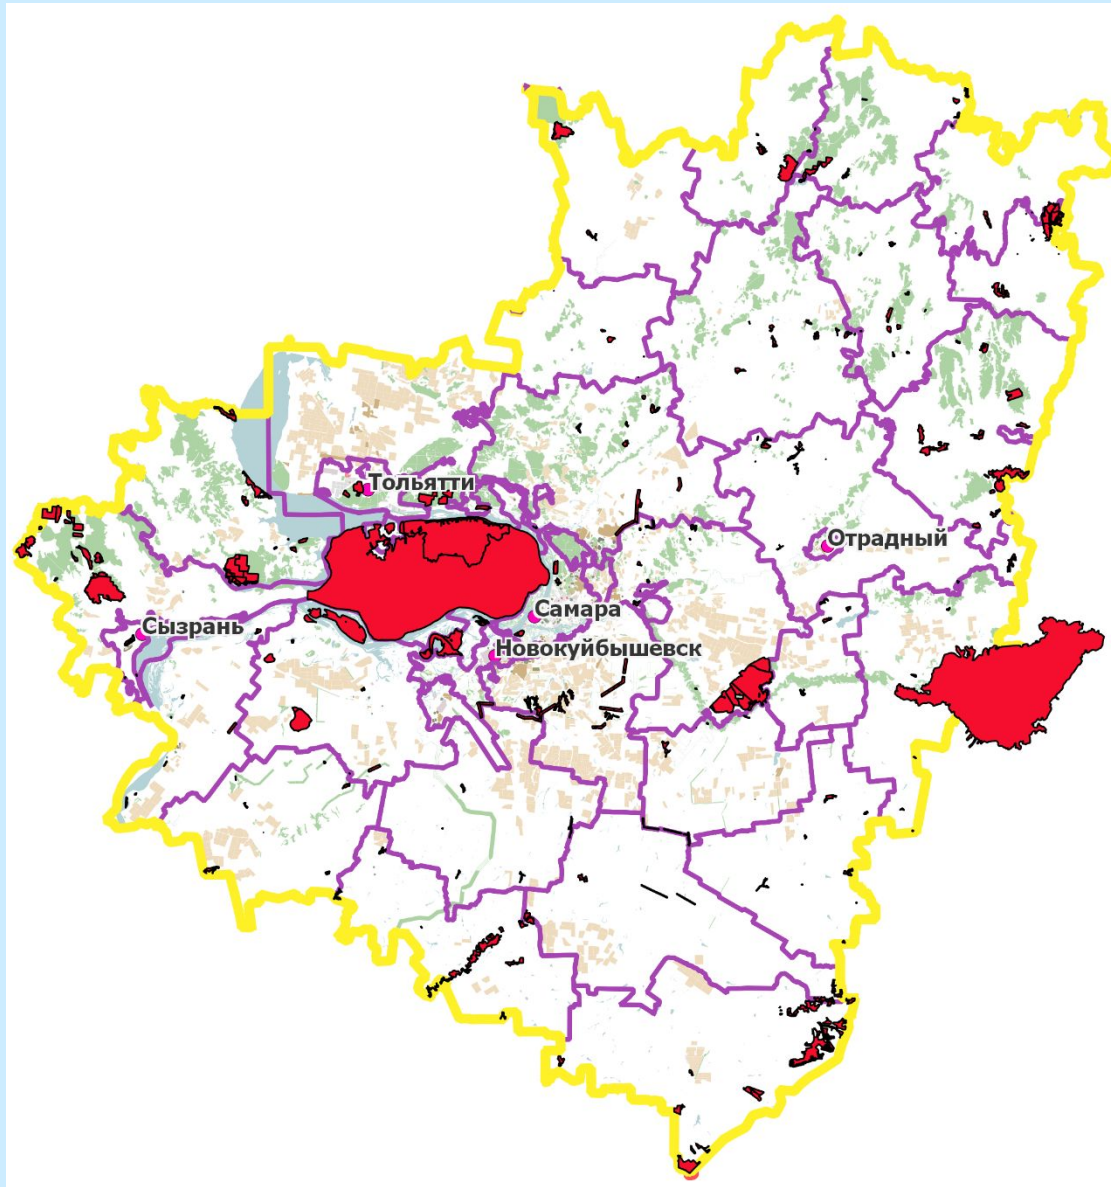 Тольятти
Отрадный
Самара
Сызрань
Новокуйбышевск